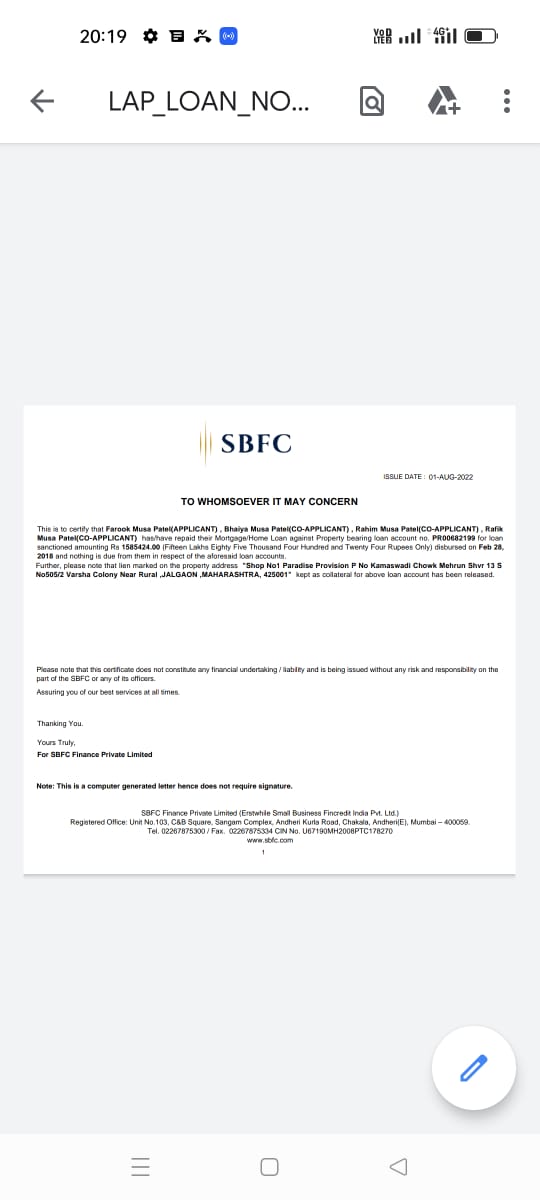 20:19
VoD
LTE
4G
LAP_LOAN_NO...
SBFC
ISSUE DATE : 01-AUG-2022
TO WHOMSOEVER IT MAY CONCERN
This is to certify that Farook Musa Patel(APPLICANT) , Bhaiya Musa Patel(CO-APPLICANT) , Rahim Musa Patel(CO-APPLICANT) , Rafik
Musa Patel(CO-APPLICANT) has/have repaid their Mortgage/Home Loan against Property bearing loan account no. PR00682199 for loan
sanctioned amounting Rs 1585424.00 (Fifteen Lakhs Eighty Five Thousand Four Hundred and Twenty Four Rupees Only) disbursed on Feb 28,
2018 and nothing is due from them in respect of the aforesaid loan accounts.
Further, please note that lien marked on the property address "Shop No1 Paradise Provision P No Kamaswadi Chowk Mehrun Shvr 13 S
No505/2 Varsha Colony Near Rural ,JALGAON ,MAHARASHTRA, 425001" kept as collateral for above loan account has been released.
Please note that this certificate does not constitute any financial undertaking / liability and is being issued without any risk and responsibility on the
part of the SBFC or any of its officers.
Assuring you of our best services at all times.
Thanking You.
Yours Truly,
For SBFC Finance Private Limited
Note: This is a computer generated letter hence does not require signature.
SBFC Finance Private Limited (Erstwhile Small Business Fincredit India Pvt. Ltd.)
Registered Office: Unit No.103, C&B Square, Sangam Complex, Andheri Kurla Road, Chakala, Andheri(E), Mumbai – 400059.
Tel. 02267875300 / Fax. 02267875334 CIN No. U67190MH2008PTC178270
www.sbfc.com
1